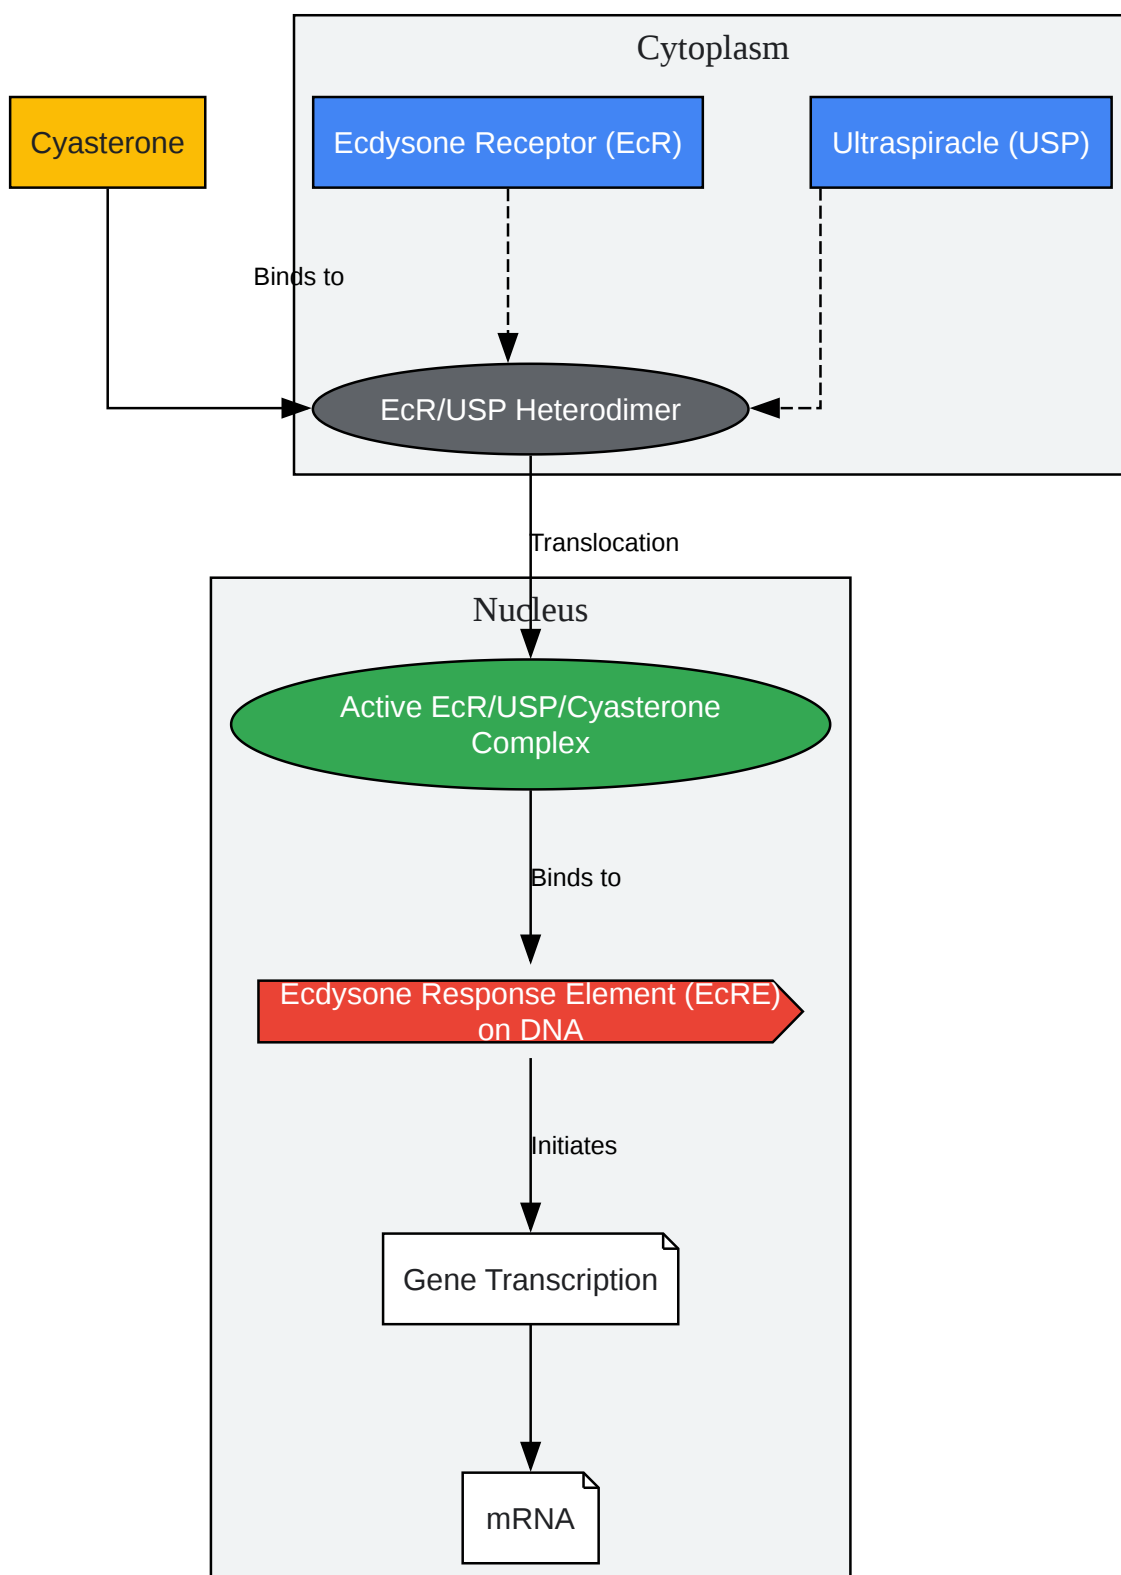 Cytoplasm
Cyasterone
Ecdysone Receptor (EcR)
Ultraspiracle (USP)
Binds to
EcR/USP Heterodimer
Translocation
Nucleus
Active EcR/USP/Cyasterone
Complex
Binds to
Ecdysone Response Element (EcRE)
on DNA
Initiates
Gene Transcription
mRNA